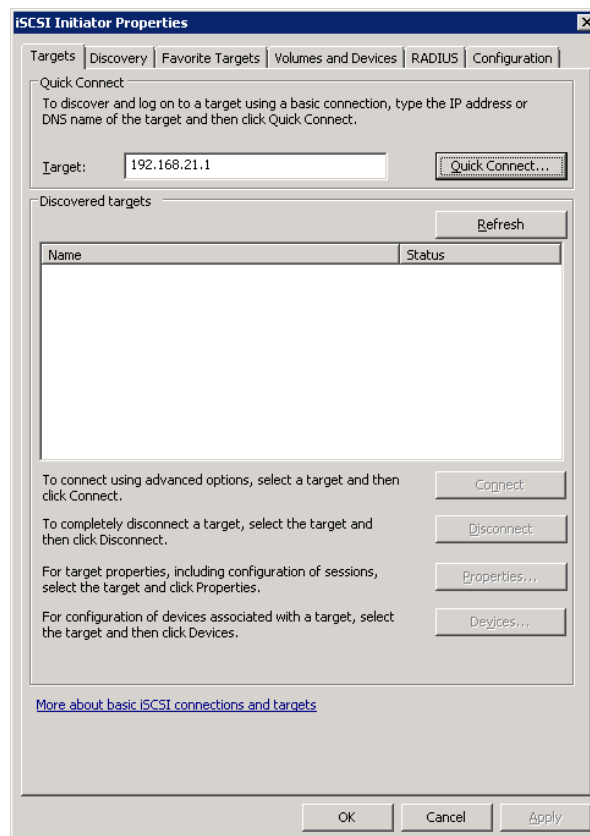 iSCSI Initiator Properties
Targets Discovery Favorite Targets Volumes and Devices RADIUS Configuration
Quick Connect
To discover and log on to a target using a basic connection, type the IP address or
DNS name of the target and then click Quick Connect.
Target: 192.168.21.1 Quick Connect...
Discovered targets
Refresh
Name Status
To connect using advanced options, select a target and then
click Connect.
Connect
To completely disconnect a target, select the target and
then click Disconnect.
Disconnect
For target properties, including configuration of sessions,
select the target and click Properties.
Properties...
For configuration of devices associated with a target, select
the target and then click Devices.
Devices...
More about basic iSCSI connections and targets
OK Cancel Apply